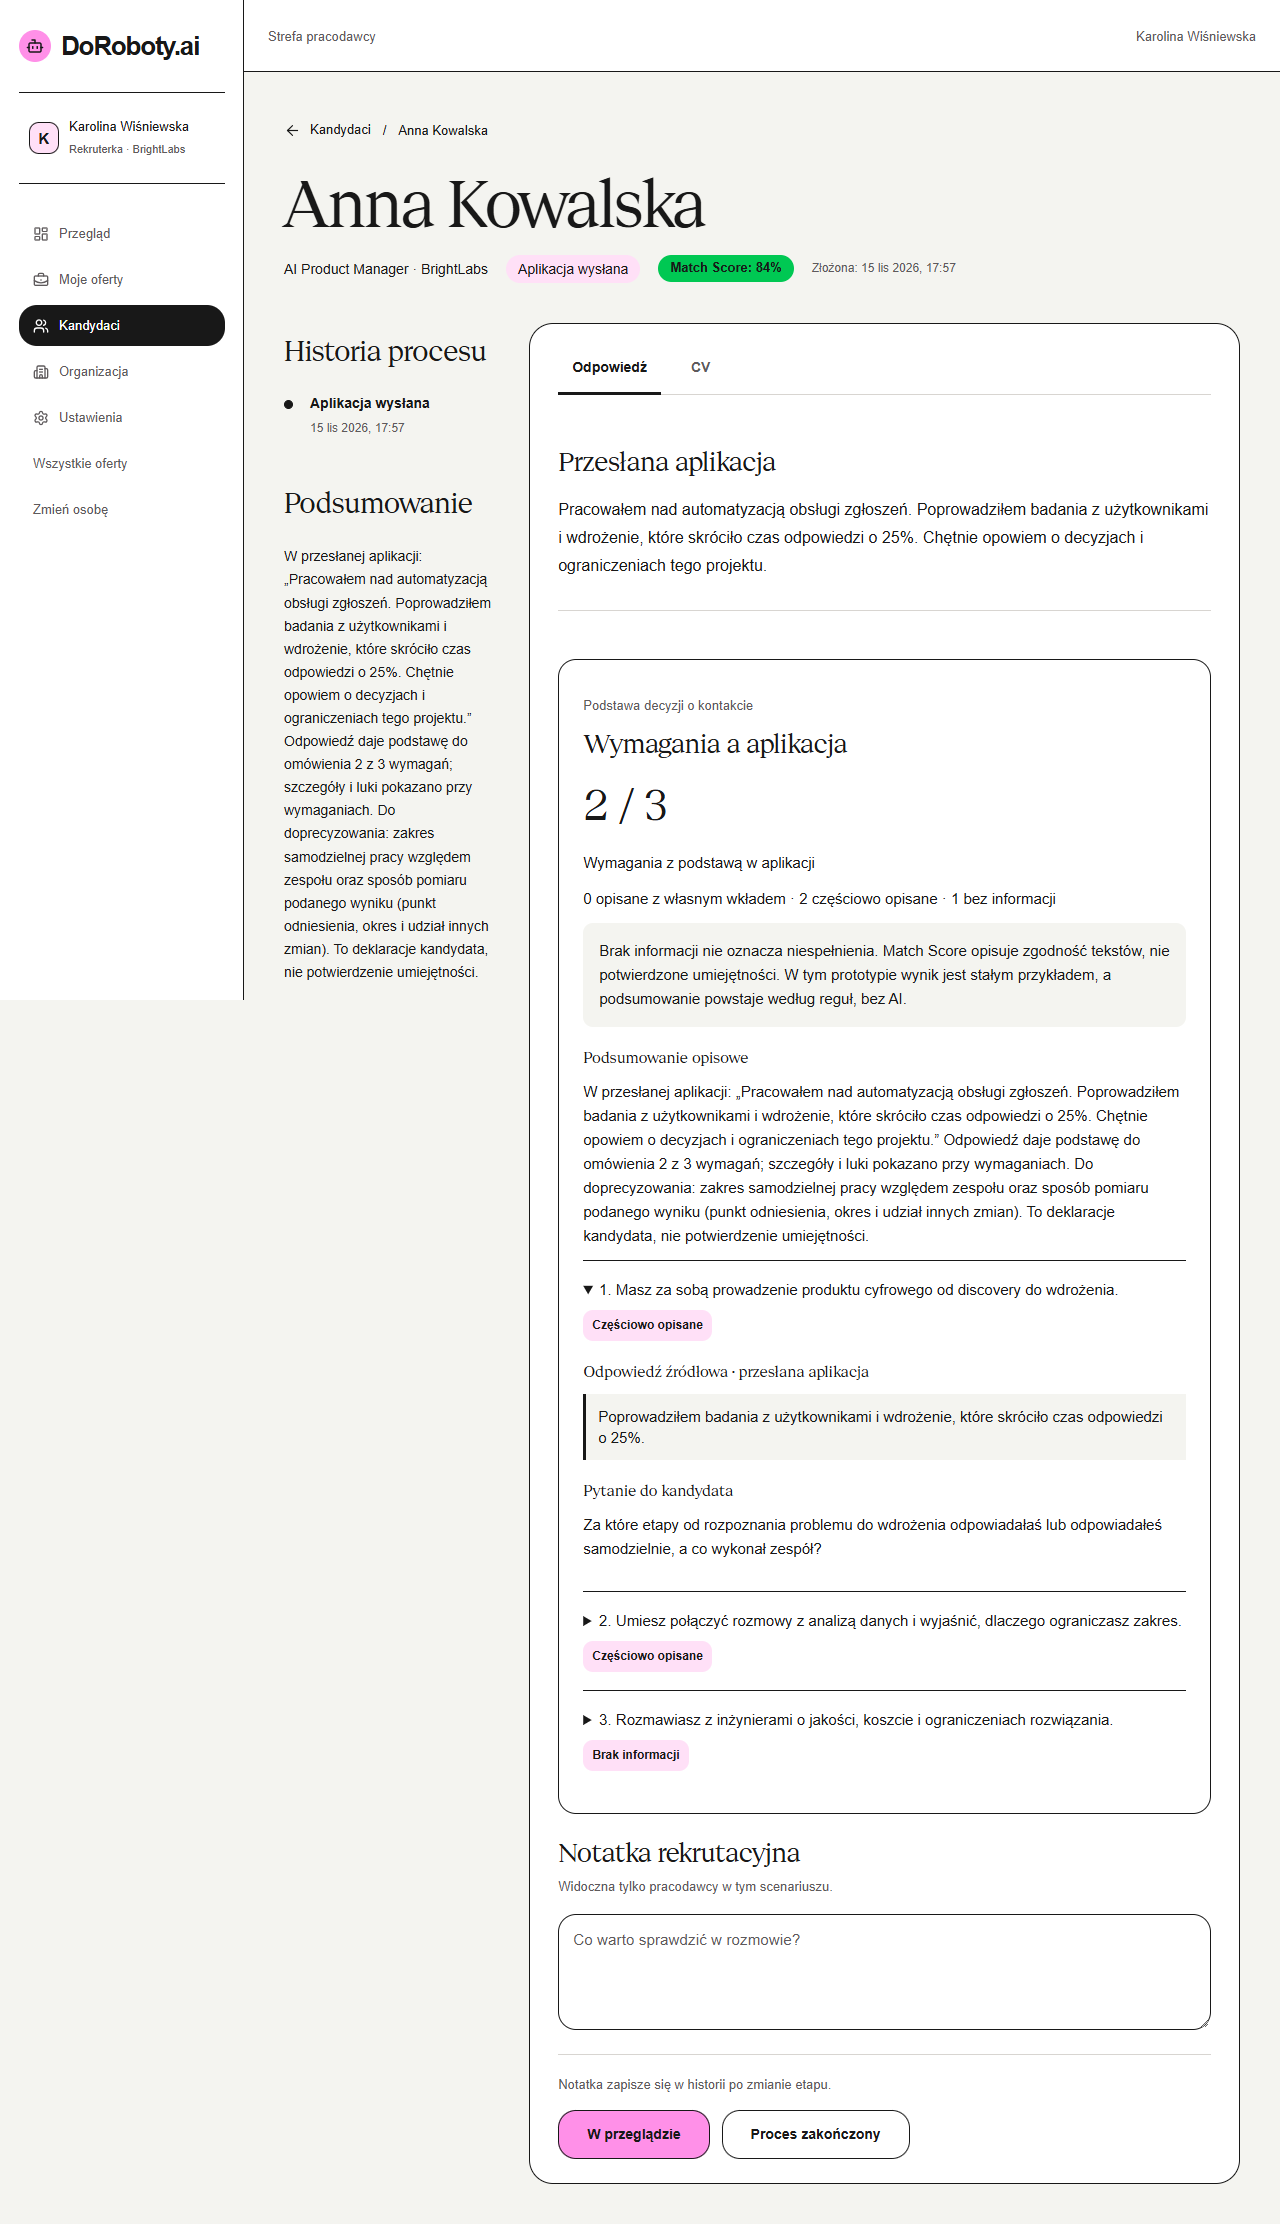 DoRoboty.ai
K
Karolina Wiśniewska
Rekruterka · BrightLabs
Przegląd
Moje oferty
Kandydaci
Organizacja
Ustawienia
Wszystkie oferty
Zmień osobę
Strefa pracodawcy
Karolina Wiśniewska
Kandydaci / Anna Kowalska
Anna Kowalska
AI Product Manager · BrightLabs
Aplikacja wysłana
Match Score: 84%
Złożona: 15 lis 2026, 17:57
Historia procesu
Aplikacja wysłana
15 lis 2026, 17:57
Podsumowanie
W przesłanej aplikacji:
„Pracowałem nad automatyzacją
obsługi zgłoszeń. Poprowadziłem
badania z użytkownikami i
wdrożenie, które skróciło czas
odpowiedzi o 25%. Chętnie
opowiem o decyzjach i
ograniczeniach tego projektu.”
Odpowiedź daje podstawę do
omówienia 2 z 3 wymagań;
szczegóły i luki pokazano przy
wymaganiach. Do
doprecyzowania: zakres
samodzielnej pracy względem
zespołu oraz sposób pomiaru
podanego wyniku (punkt
odniesienia, okres i udział innych
zmian). To deklaracje kandydata,
nie potwierdzenie umiejętności.
Odpowiedź
CV
Przesłana aplikacja
Pracowałem nad automatyzacją obsługi zgłoszeń. Poprowadziłem badania z użytkownikami
i wdrożenie, które skróciło czas odpowiedzi o 25%. Chętnie opowiem o decyzjach i
ograniczeniach tego projektu.
Podstawa decyzji o kontakcie
Wymagania a aplikacja
2 / 3
Wymagania z podstawą w aplikacji
0 opisane z własnym wkładem · 2 częściowo opisane · 1 bez informacji
Brak informacji nie oznacza niespełnienia. Match Score opisuje zgodność tekstów, nie
potwierdzone umiejętności. W tym prototypie wynik jest stałym przykładem, a
podsumowanie powstaje według reguł, bez AI.
Podsumowanie opisowe
W przesłanej aplikacji: „Pracowałem nad automatyzacją obsługi zgłoszeń. Poprowadziłem
badania z użytkownikami i wdrożenie, które skróciło czas odpowiedzi o 25%. Chętnie
opowiem o decyzjach i ograniczeniach tego projektu.” Odpowiedź daje podstawę do
omówienia 2 z 3 wymagań; szczegóły i luki pokazano przy wymaganiach. Do
doprecyzowania: zakres samodzielnej pracy względem zespołu oraz sposób pomiaru
podanego wyniku (punkt odniesienia, okres i udział innych zmian). To deklaracje
kandydata, nie potwierdzenie umiejętności.
1. Masz za sobą prowadzenie produktu cyfrowego od discovery do wdrożenia.
Częściowo opisane
Odpowiedź źródłowa · przesłana aplikacja
Poprowadziłem badania z użytkownikami i wdrożenie, które skróciło czas odpowiedzi
o 25%.
Pytanie do kandydata
Za które etapy od rozpoznania problemu do wdrożenia odpowiadałaś lub odpowiadałeś
samodzielnie, a co wykonał zespół?
2. Umiesz połączyć rozmowy z analizą danych i wyjaśnić, dlaczego ograniczasz zakres.
Częściowo opisane
3. Rozmawiasz z inżynierami o jakości, koszcie i ograniczeniach rozwiązania.
Brak informacji
Notatka rekrutacyjna
Widoczna tylko pracodawcy w tym scenariuszu.
Co warto sprawdzić w rozmowie?
Notatka zapisze się w historii po zmianie etapu.
W przeglądzie
Proces zakończony